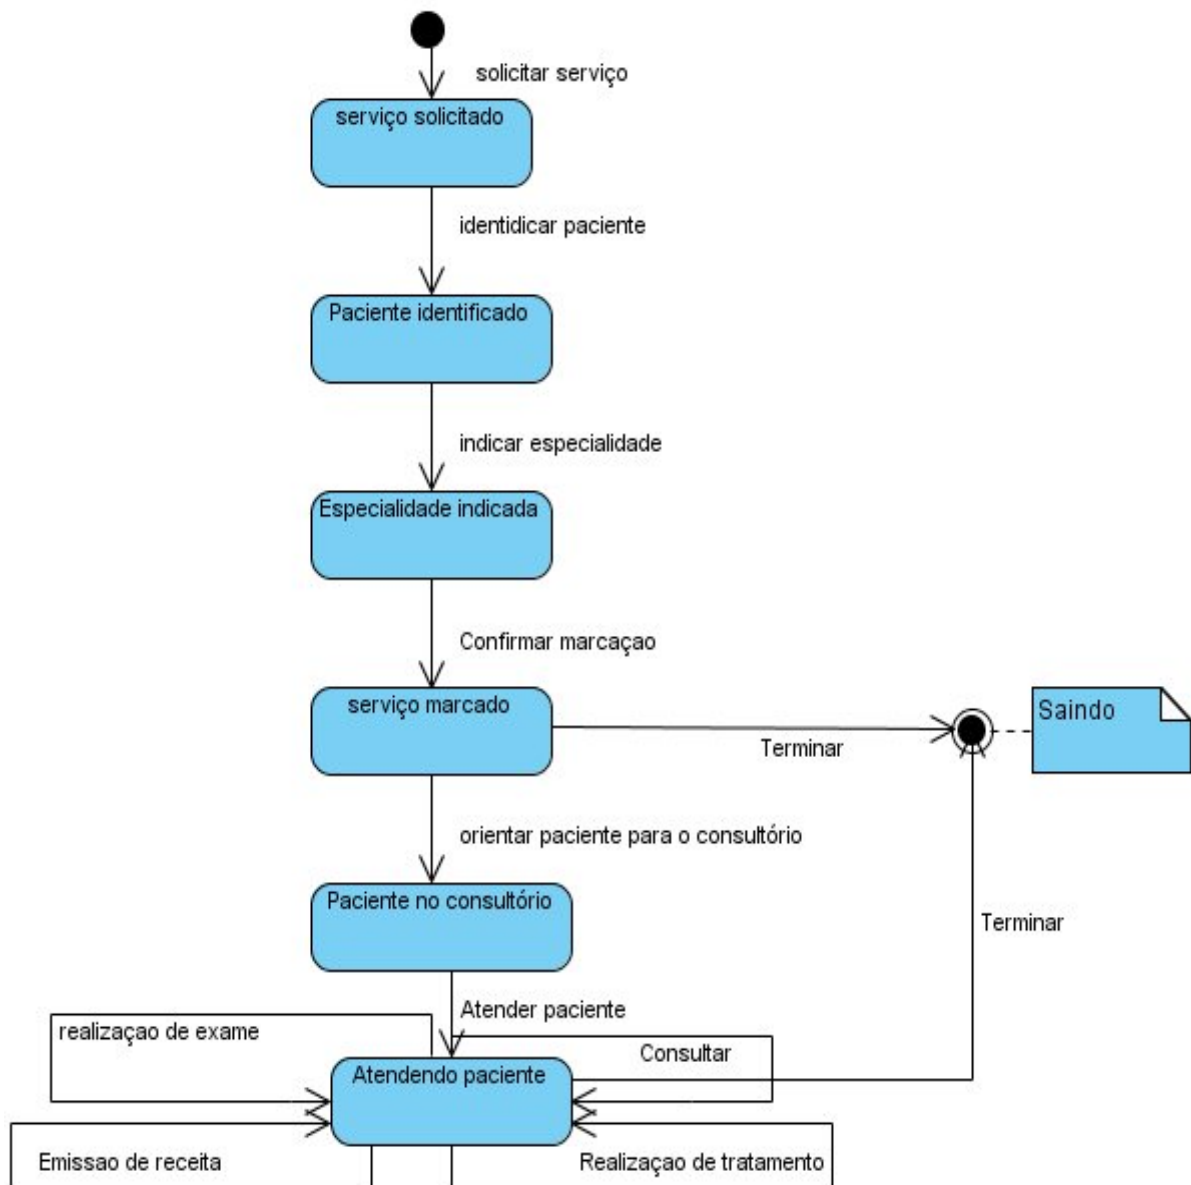 solicitar serviço
serviço solicitado
identidicar paciente
Paciente identificado
indicar especialidade
Especialidade indicada
Confirmar marcaçao
serviço marcado
Saindo
Terminar
orientar paciente para o consultório
Paciente no consultório
Terminar
Atender paciente
realizaçao de exame
Consultar
Atendendo paciente
Emissao de receita
Realizaçao de tratamento